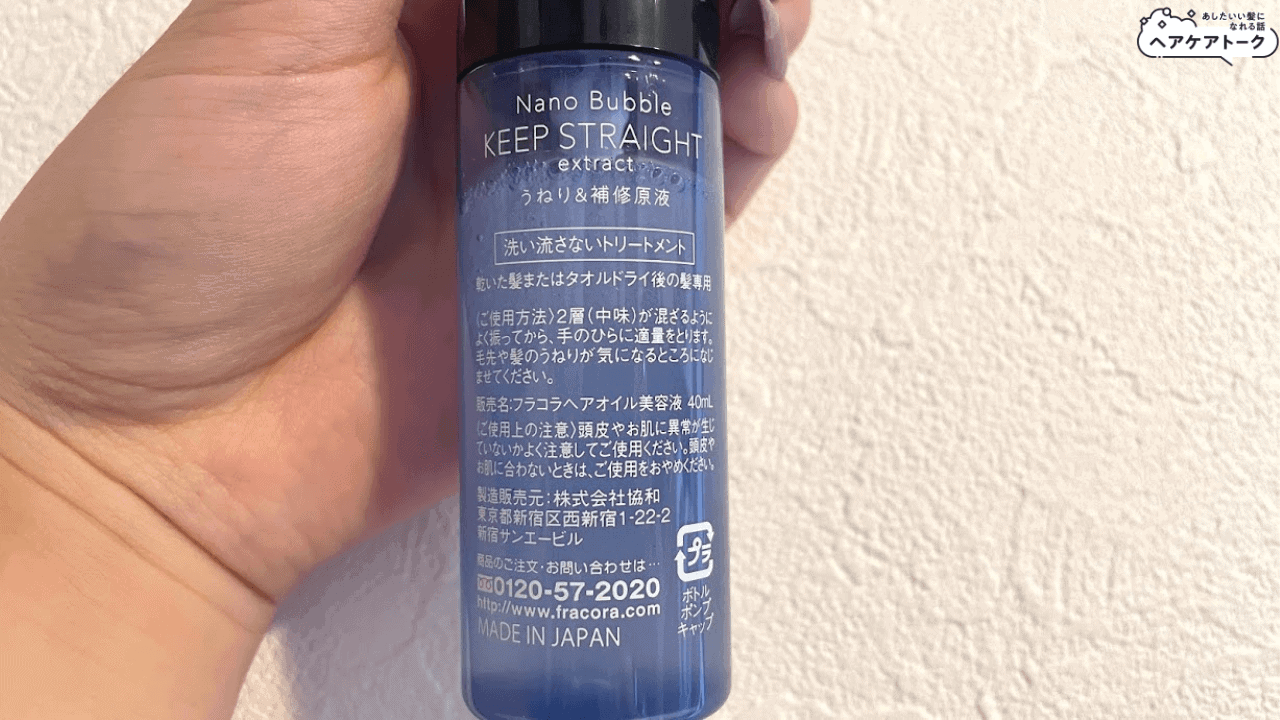 あしたいい髪に
なれる話
ヘアケアトーク
Nano Bubble
KEEP STRAIGHT
extract
うねり&補修原液
洗い流さないトリートメント
乾いた髪またはタオルドライ後の髪専用
〈ご使用方法〉2層(中味)が混ざるように
よく振ってから、手のひらに適量をとります。
毛先や髪のうねりが気になるところになじ
ませてください。
販売名:フラコラヘアオイル美容液 40mL
〈ご使用上の注意〉頭皮やお肌に異常が生じ
ていないかよく注意してご使用ください。頭皮や
お肌に合わないときは、ご使用をおやめください。
製造販売元:株式会社協和
東京都新宿区西新宿1-22-2
新宿サンエービル
商品のご注文・お問い合わせは…
0120-57-2020
http://www.fracora.com
MADE IN JAPAN
プラ
ボトル
ポンプ
キャップ